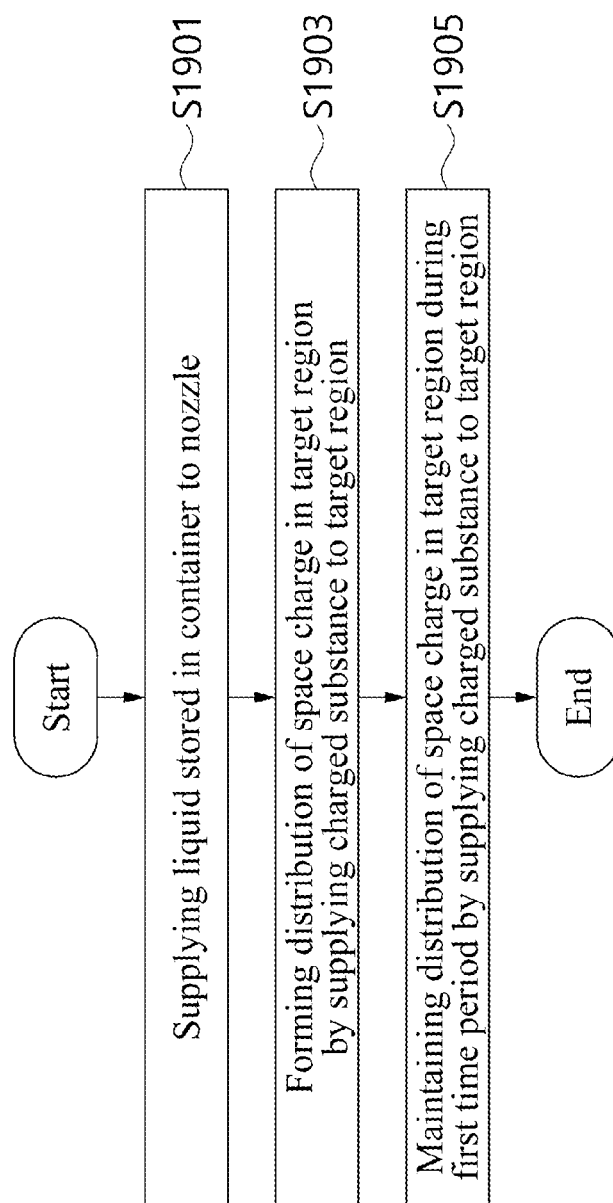 Start
Supplying liquid stored in container to nozzle
S1901
Forming distribution of space charge in target region
by supplying charged substance to target region
S1903
Maintaining distribution of space charge in target region during
first time period by supplying charged substance to target region
S1905
End